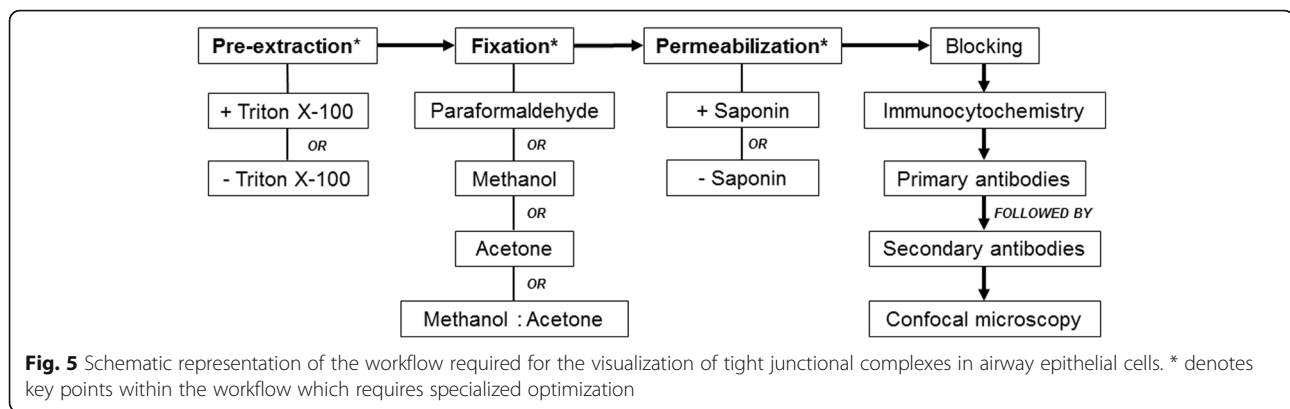 Pre-extraction*
Fixation*
Permeabilization*
Blocking
+ Triton X-100
OR
- Triton X-100
Paraformaldehyde
OR
Methanol
OR
Acetone
OR
Methanol : Acetone
+ Saponin
OR
- Saponin
Immunocytochemistry
Primary antibodies
FOLLOWED BY
Secondary antibodies
Confocal microscopy
Fig. 5 Schematic representation of the workflow required for the visualization of tight junctional complexes in airway epithelial cells. * denotes
key points within the workflow which requires specialized optimization